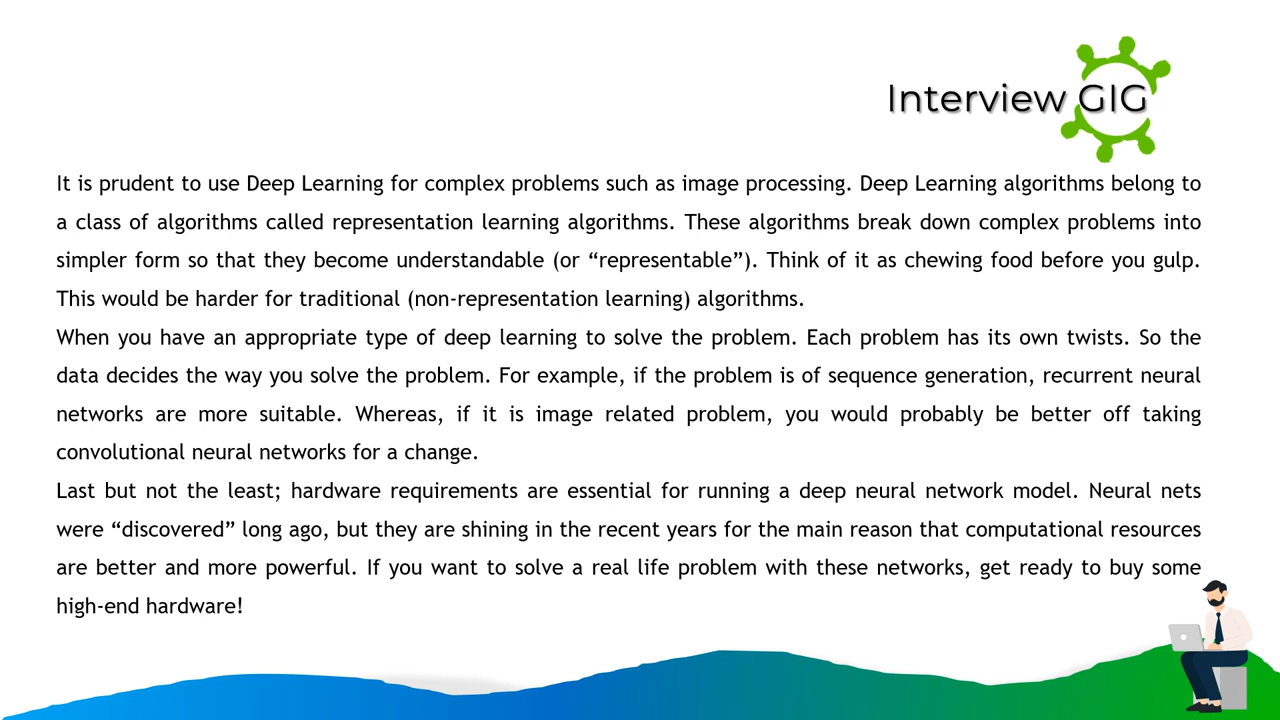 Interview GIG
It is prudent to use Deep Learning for complex problems such as image processing. Deep Learning algorithms belong to
a class of algorithms called representation learning algorithms. These algorithms break down complex problems into
simpler form so that they become understandable (or “representable”). Think of it as chewing food before you gulp.
This would be harder for traditional (non-representation learning) algorithms.
When you have an appropriate type of deep learning to solve the problem. Each problem has its own twists. So the
data decides the way you solve the problem. For example, if the problem is of sequence generation, recurrent neural
networks are more suitable. Whereas, if it is image related problem, you would probably be better off taking
convolutional neural networks for a change.
Last but not the least; hardware requirements are essential for running a deep neural network model. Neural nets
were “discovered” long ago, but they are shining in the recent years for the main reason that computational resources
are better and more powerful. If you want to solve a real life problem with these networks, get ready to buy some
high-end hardware!